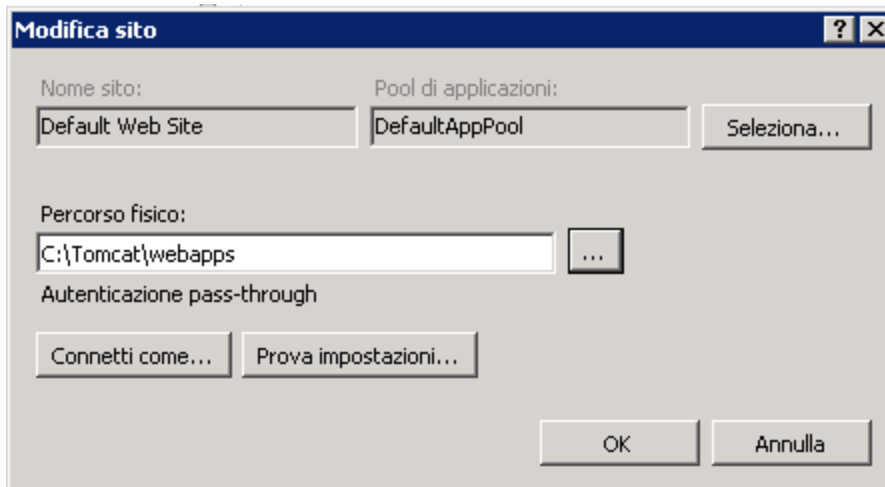 Modifica sito
Nome sito: Pool di applicazioni:
Default Web Site DefaultAppPool Seleziona...
Percorso fisico:
C:\Tomcat\webapps ...
Autenticazione pass-through
Connetti come... Prova impostazioni...
OK Annulla